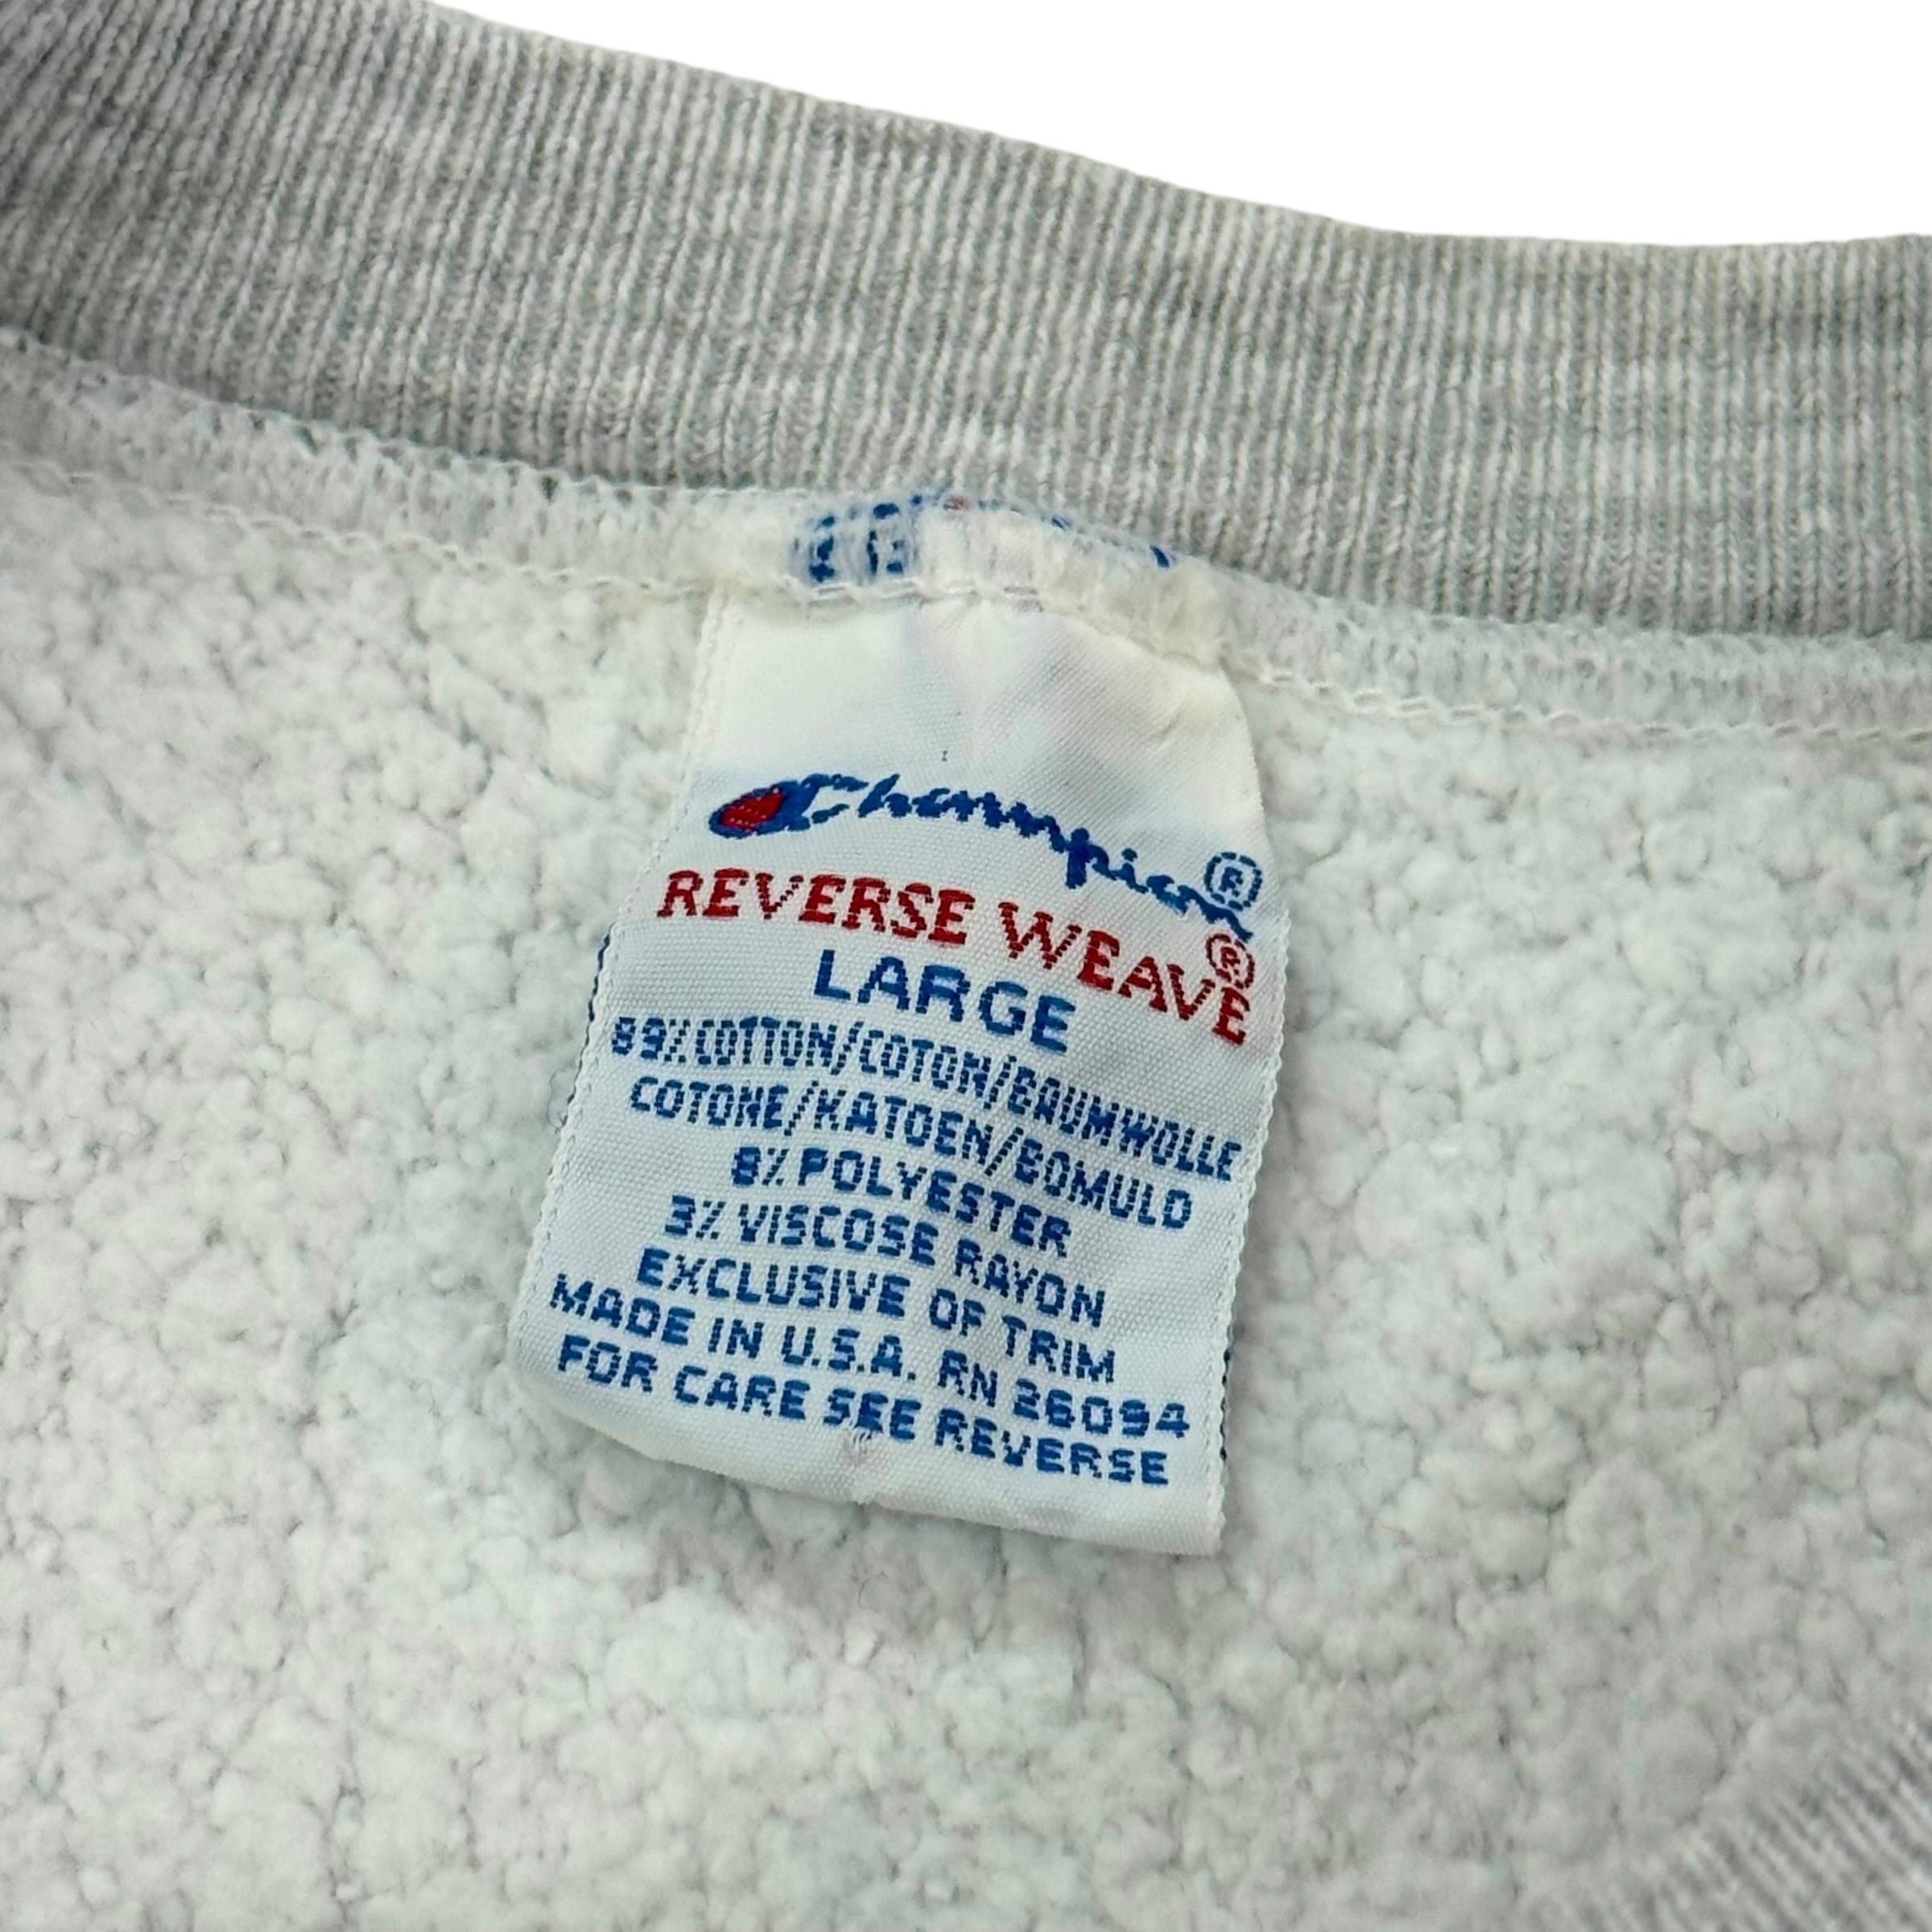 Champion®
REVERSE WEAVE®
LARGE
89% COTTON/COTON/BAUMWOLLE
COTONE/KATOEN/BOMULD
8% POLYESTER
3% VISCOSE RAYON
EXCLUSIVE OF TRIM
MADE IN U.S.A. RN 26094
FOR CARE SEE REVERSE